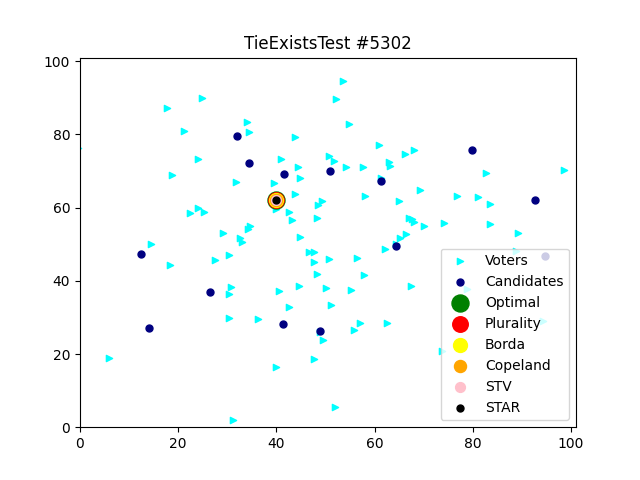 TieExistsTest #5302
100
80
60
40
20
0
0 20 40 60 80 100
Voters
Candidates
Optimal
Plurality
Borda
Copeland
STV
STAR